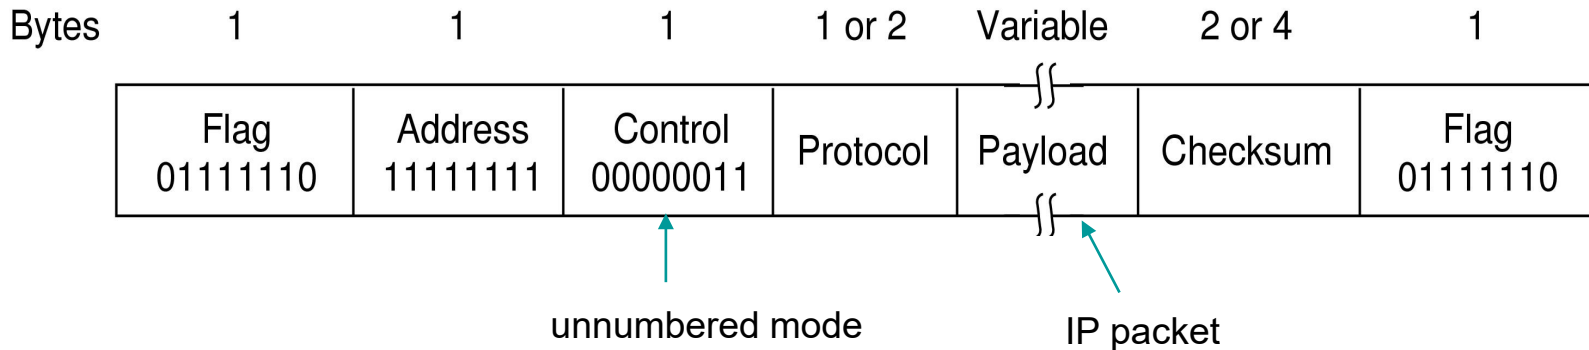 Bytes 1 1 1 1 or 2 Variable 2 or 4 1
Flag Address Control Protocol Payload Checksum Flag
01111110 11111111 00000011 01111110
unnumbered mode IP packet